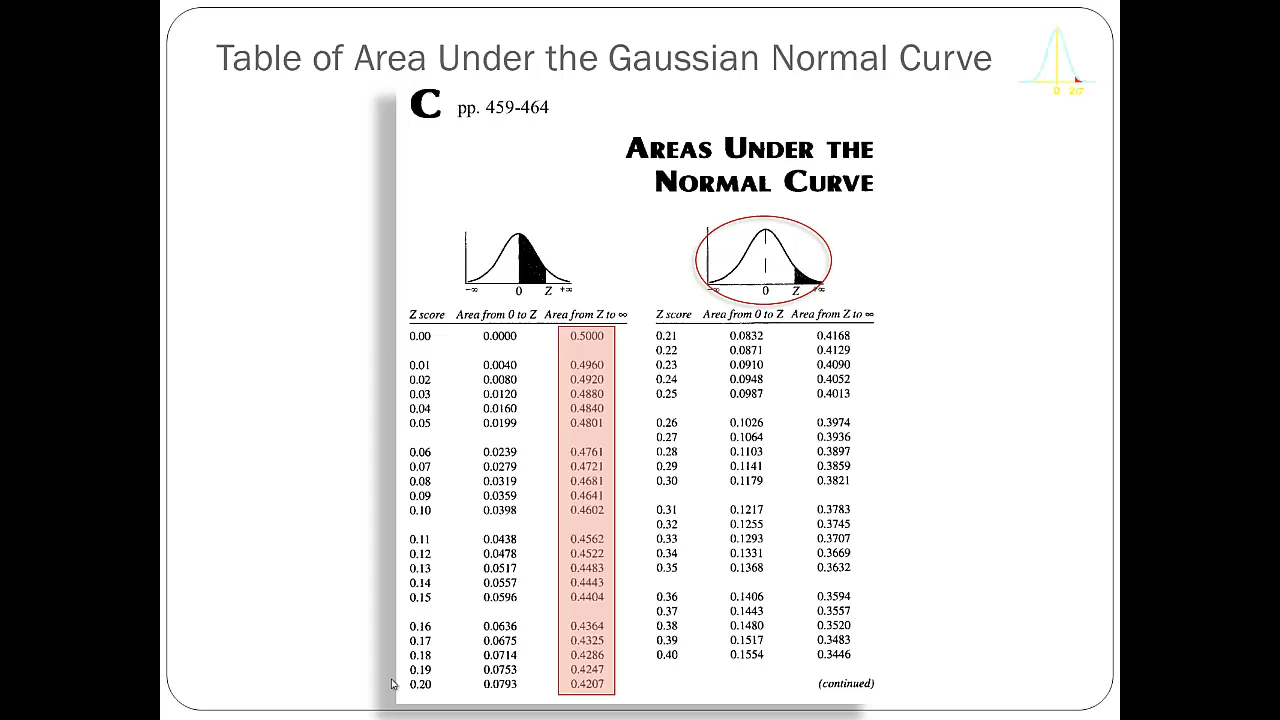 Table of Area Under the Gaussian Normal Curve
0 2σ
C pp. 459-464
AREAS UNDER THE
NORMAL CURVE
−∞ 0 Z +∞
−∞ 0 Z +∞
Z score Area from 0 to Z Area from Z to ∞
0.00 0.0000 0.5000
0.01 0.0040 0.4960
0.02 0.0080 0.4920
0.03 0.0120 0.4880
0.04 0.0160 0.4840
0.05 0.0199 0.4801
0.06 0.0239 0.4761
0.07 0.0279 0.4721
0.08 0.0319 0.4681
0.09 0.0359 0.4641
0.10 0.0398 0.4602
0.11 0.0438 0.4562
0.12 0.0478 0.4522
0.13 0.0517 0.4483
0.14 0.0557 0.4443
0.15 0.0596 0.4404
0.16 0.0636 0.4364
0.17 0.0675 0.4325
0.18 0.0714 0.4286
0.19 0.0753 0.4247
0.20 0.0793 0.4207
Z score Area from 0 to Z Area from Z to ∞
0.21 0.0832 0.4168
0.22 0.0871 0.4129
0.23 0.0910 0.4090
0.24 0.0948 0.4052
0.25 0.0987 0.4013
0.26 0.1026 0.3974
0.27 0.1064 0.3936
0.28 0.1103 0.3897
0.29 0.1141 0.3859
0.30 0.1179 0.3821
0.31 0.1217 0.3783
0.32 0.1255 0.3745
0.33 0.1293 0.3707
0.34 0.1331 0.3669
0.35 0.1368 0.3632
0.36 0.1406 0.3594
0.37 0.1443 0.3557
0.38 0.1480 0.3520
0.39 0.1517 0.3483
0.40 0.1554 0.3446
(continued)